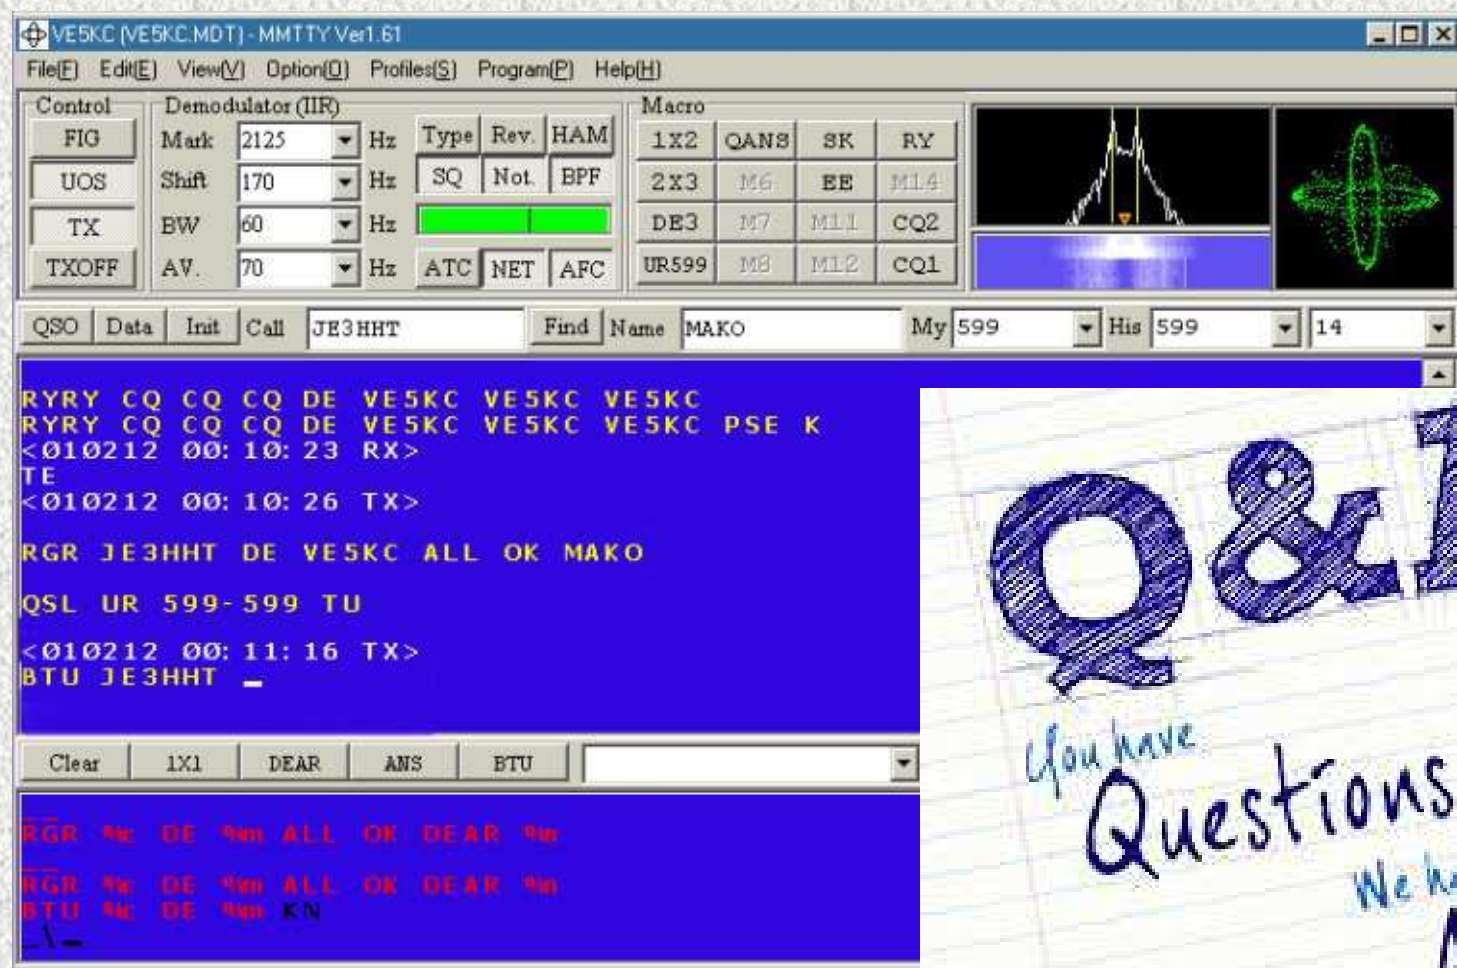 VE5KC (VE5KC.MDT) - MMTTY Ver1.61
File(F) Edit(E) View(V) Option(O) Profiles(S) Program(P) Help(H)
Control Demodulator (IIR) Macro
FIG Mark 2125 Hz Type Rev. HAM 1X2 QANS SK RY
UOS Shift 170 Hz SQ Not. BPF 2X3 M6 EE M14
TX BW 60 Hz DE3 M7 M11 CQ2
TXOFF AV. 70 Hz ATC NET AFC UR599 M8 M12 CQ1
QSO Data Init Call JE3HHT Find Name MAKO My 599 His 599 14
RYRY CQ CQ CQ DE VE5KC VE5KC VE5KC
RYRY CQ CQ CQ DE VE5KC VE5KC VE5KC PSE K
<010212 00:10:23 RX>
TE
<010212 00:10:26 TX>
RGR JE3HHT DE VE5KC ALL OK MAKO
QSL UR 599-599 TU
<010212 00:11:16 TX>
BTU JE3HHT _
Clear 1X1 DEAR ANS BTU
RGR %c DE %m ALL OK DEAR %n
RGR %c DE %m ALL OK DEAR %n
BTU %c DE %m KN
_\_
Q&
You have
Questions
We